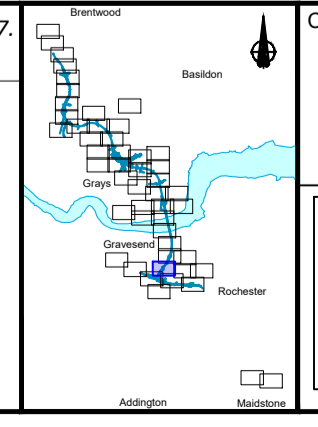 Brentwood
7.
C
Basildon
Grays
Gravesend
Rochester
Addington
Maidstone